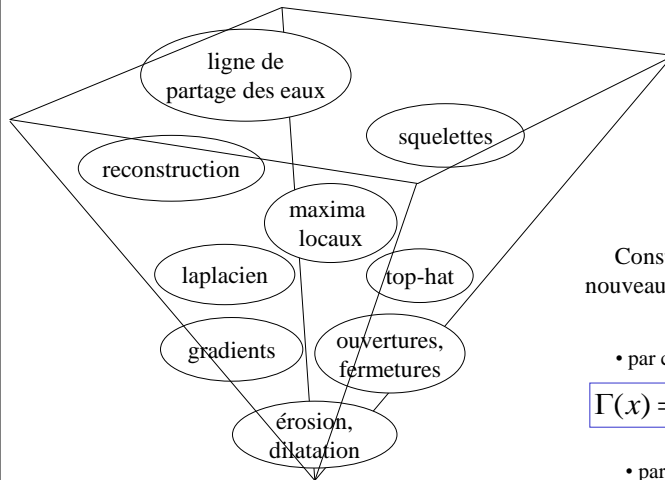 ligne de
partage des eaux
squelettes
reconstruction
maxima
locaux
laplacien
top-hat
gradients
ouvertures,
fermetures
érosion,
dilatation
nouveau
• par
Γ(x) =
• par